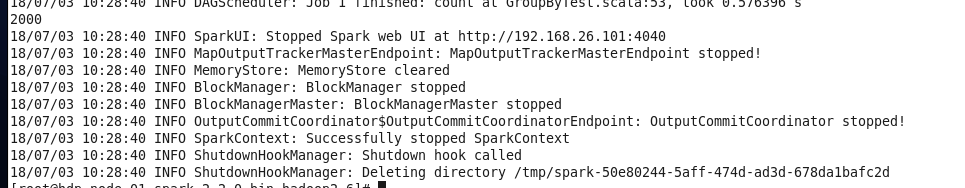 18/07/03 10:28:40 INFO DAGScheduler: Job 1 finished: count at GroupByTest.scala:53, took 0.576396 s
2000
18/07/03 10:28:40 INFO SparkUI: Stopped Spark web UI at http://192.168.26.101:4040
18/07/03 10:28:40 INFO MapOutputTrackerMasterEndpoint: MapOutputTrackerMasterEndpoint stopped!
18/07/03 10:28:40 INFO MemoryStore: MemoryStore cleared
18/07/03 10:28:40 INFO BlockManager: BlockManager stopped
18/07/03 10:28:40 INFO BlockManagerMaster: BlockManagerMaster stopped
18/07/03 10:28:40 INFO OutputCommitCoordinator$OutputCommitCoordinatorEndpoint: OutputCommitCoordinator stopped!
18/07/03 10:28:40 INFO SparkContext: Successfully stopped SparkContext
18/07/03 10:28:40 INFO ShutdownHookManager: Shutdown hook called
18/07/03 10:28:40 INFO ShutdownHookManager: Deleting directory /tmp/spark-50e80244-5aff-474d-ad3d-678da1bafc2d
[root@hdp-node-01 spark-2.2.0-bin-hadoop2.6]#